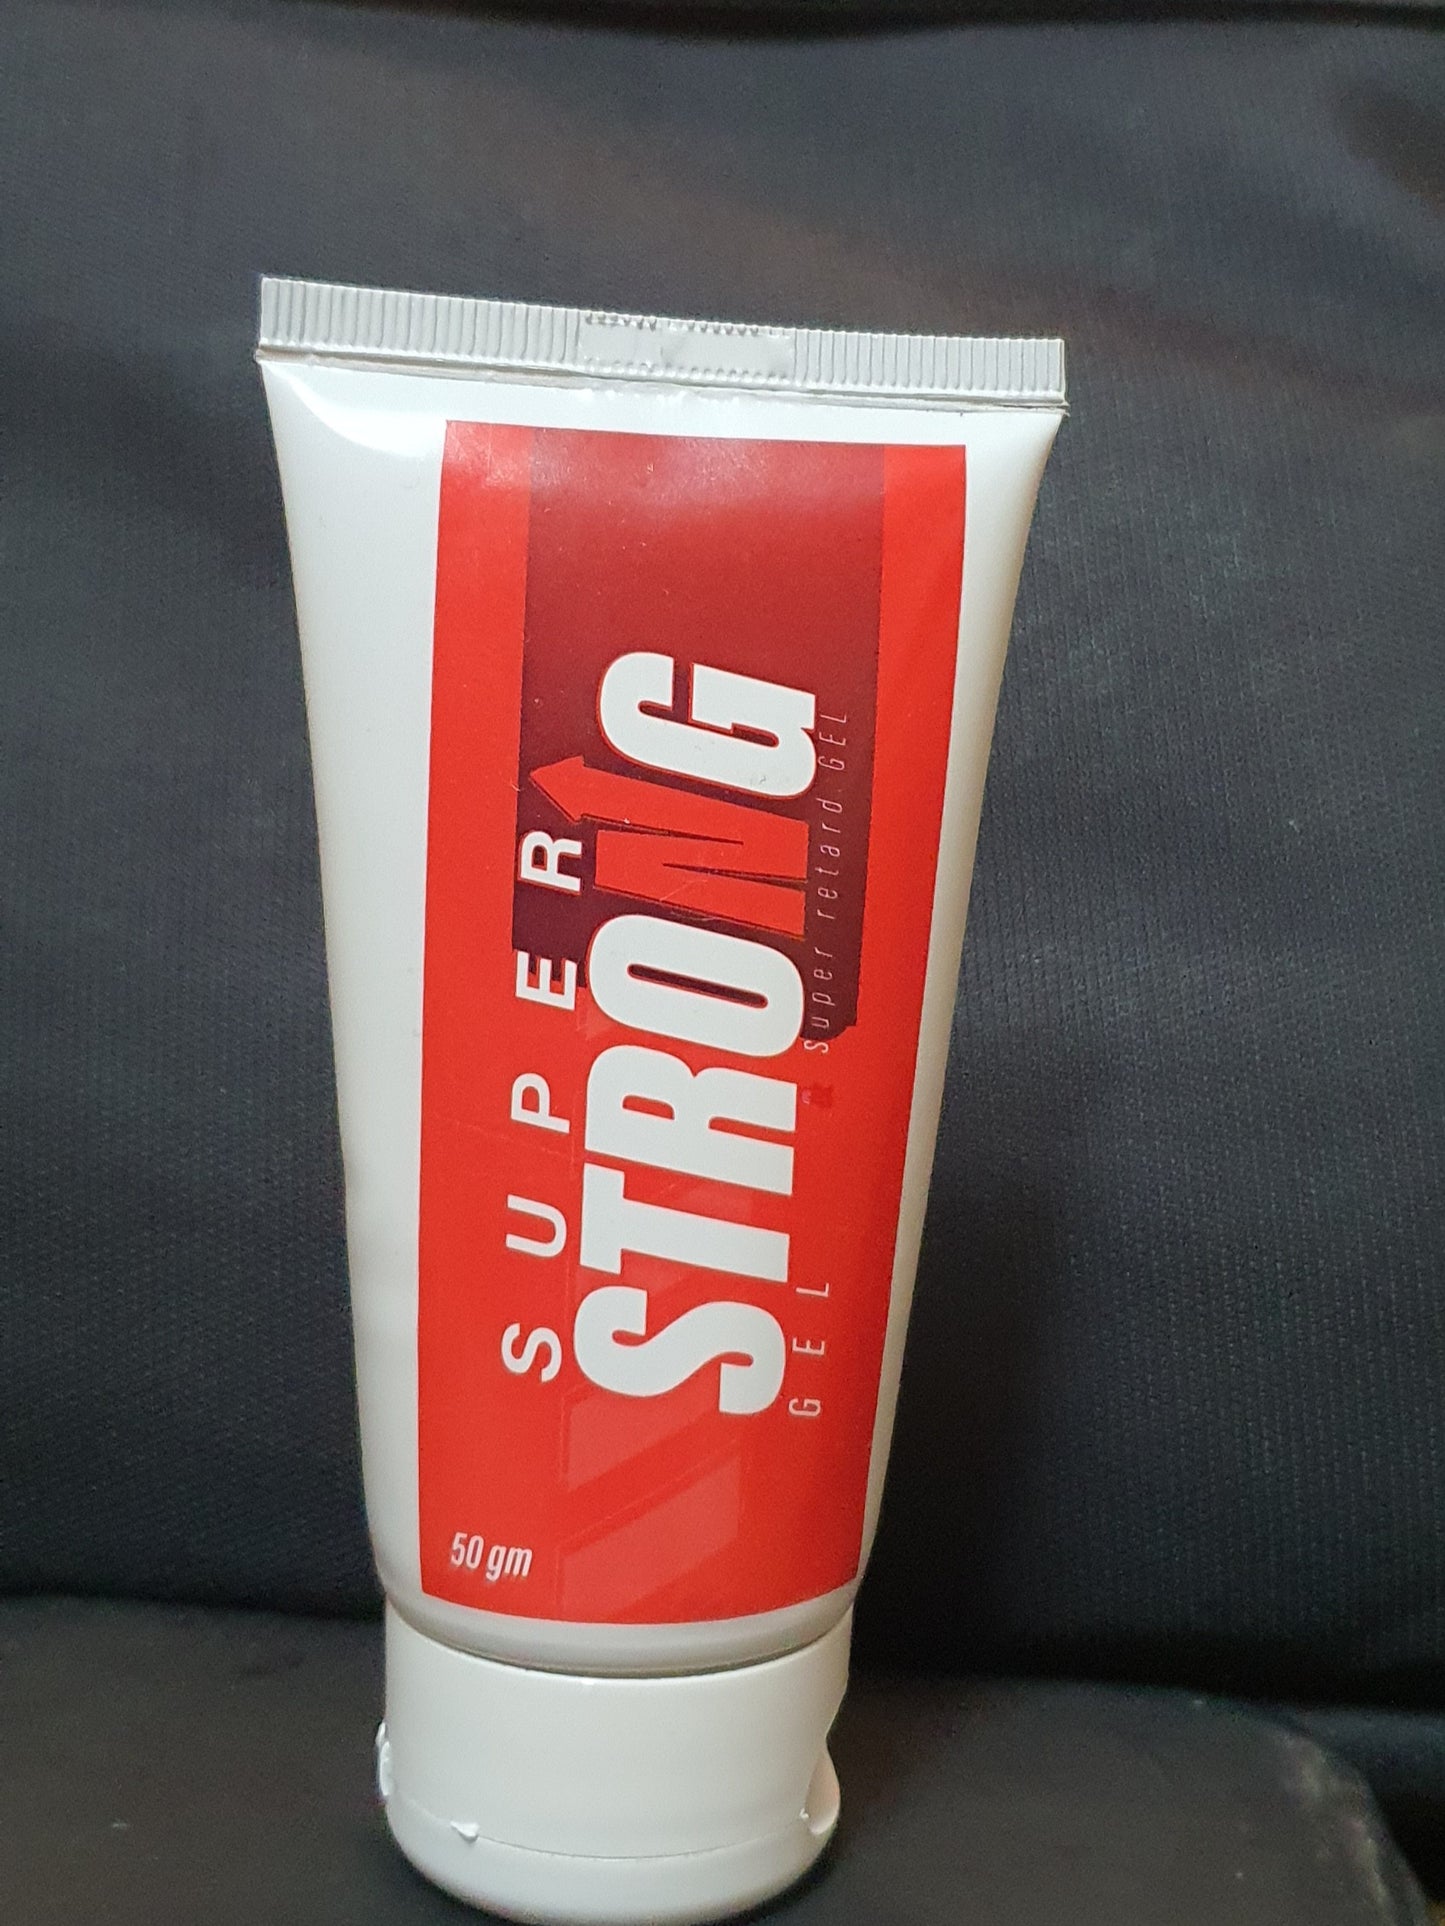 SUPER
STRONG
GEL
super retard GEL
50 gm